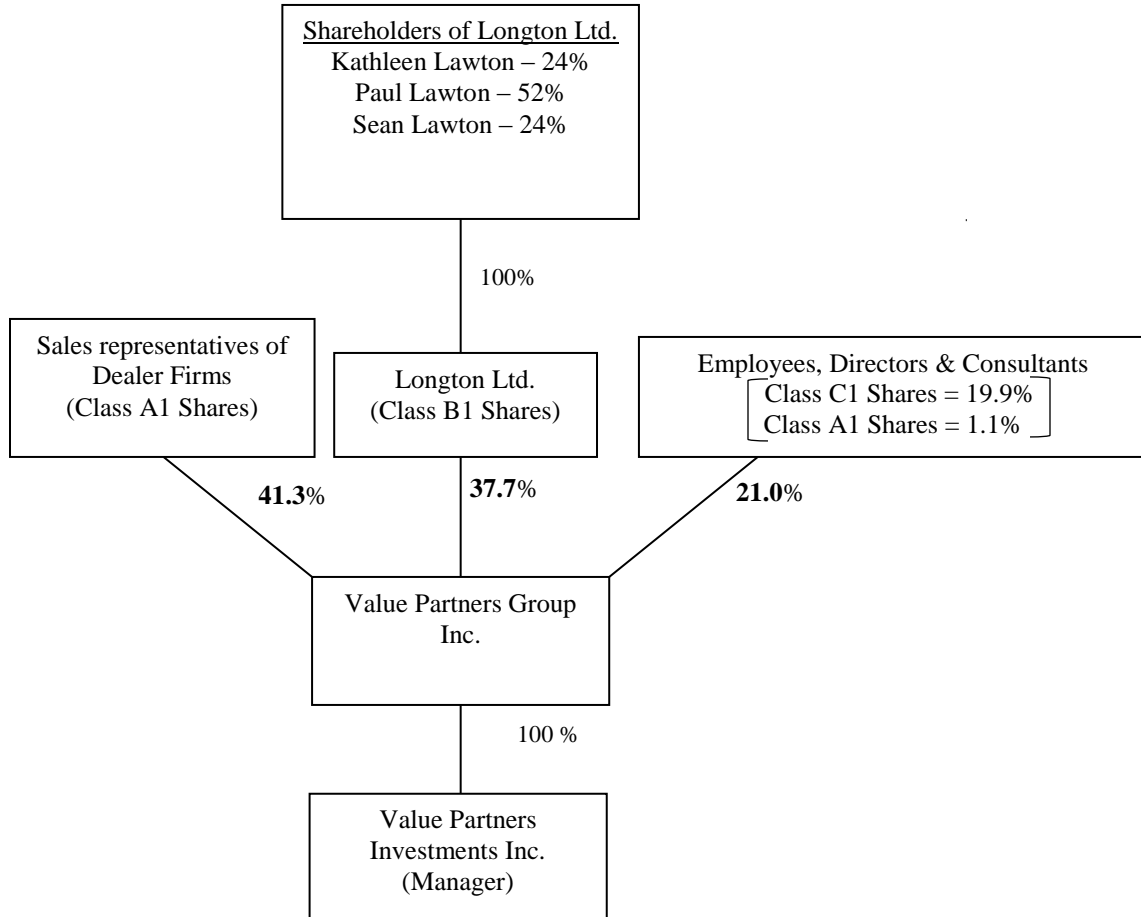 Shareholders of Longton Ltd.
Kathleen Lawton – 24%
Paul Lawton – 52%
Sean Lawton – 24%
100%
Sales representatives of
Dealer Firms
(Class A1 Shares)
Longton Ltd.
(Class B1 Shares)
Employees, Directors & Consultants
Class C1 Shares = 19.9%
Class A1 Shares = 1.1%
41.3%
37.7%
21.0%
Value Partners Group
Inc.
100 %
Value Partners
Investments Inc.
(Manager)